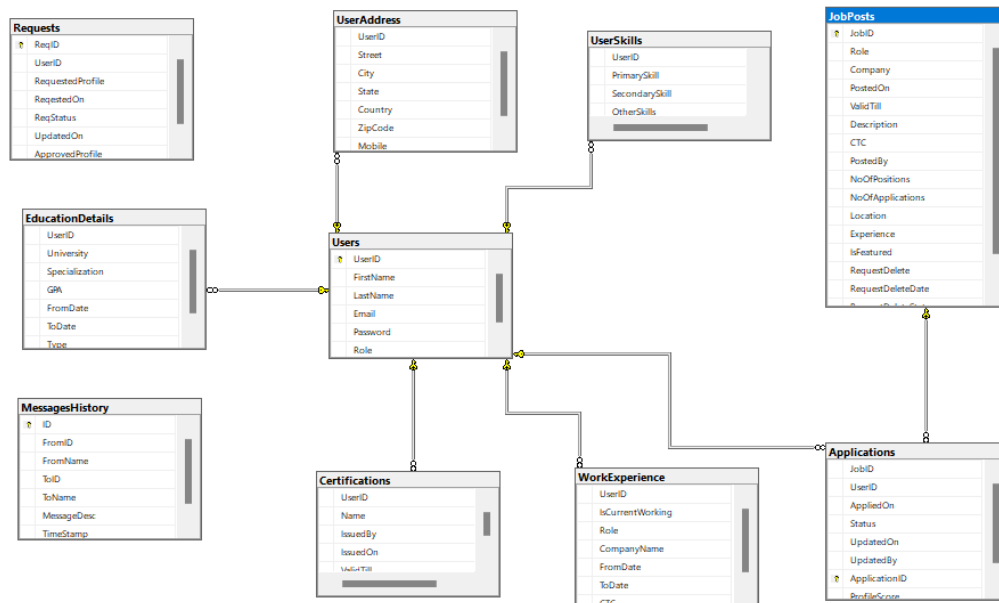 Requests
ReqID
UserID
RequestedProfile
ReqestedOn
ReqStatus
UpdatedOn
ApprovedProfile
UserAddress
UserID
Street
City
State
Country
ZipCode
Mobile
UserSkills
UserID
PrimarySkill
SecondarySkill
OtherSkills
JobPosts
JobID
Role
Company
PostedOn
ValidTill
Description
CTC
PostedBy
NoOfPositions
NoOfApplications
Location
Experience
IsFeatured
RequestDelete
RequestDeleteDate
EducationDetails
UserID
University
Specialization
GPA
FromDate
ToDate
Type
Users
UserID
FirstName
LastName
Email
Password
Role
MessagesHistory
ID
FromID
FromName
ToID
ToName
MessageDesc
TimeStamp
Certifications
UserID
Name
IssuedBy
IssuedOn
ValidTill
WorkExperience
UserID
IsCurrentWorking
Role
CompanyName
FromDate
ToDate
CTC
Applications
JobID
UserID
AppliedOn
Status
UpdatedOn
UpdatedBy
ApplicationID
ProfileScore